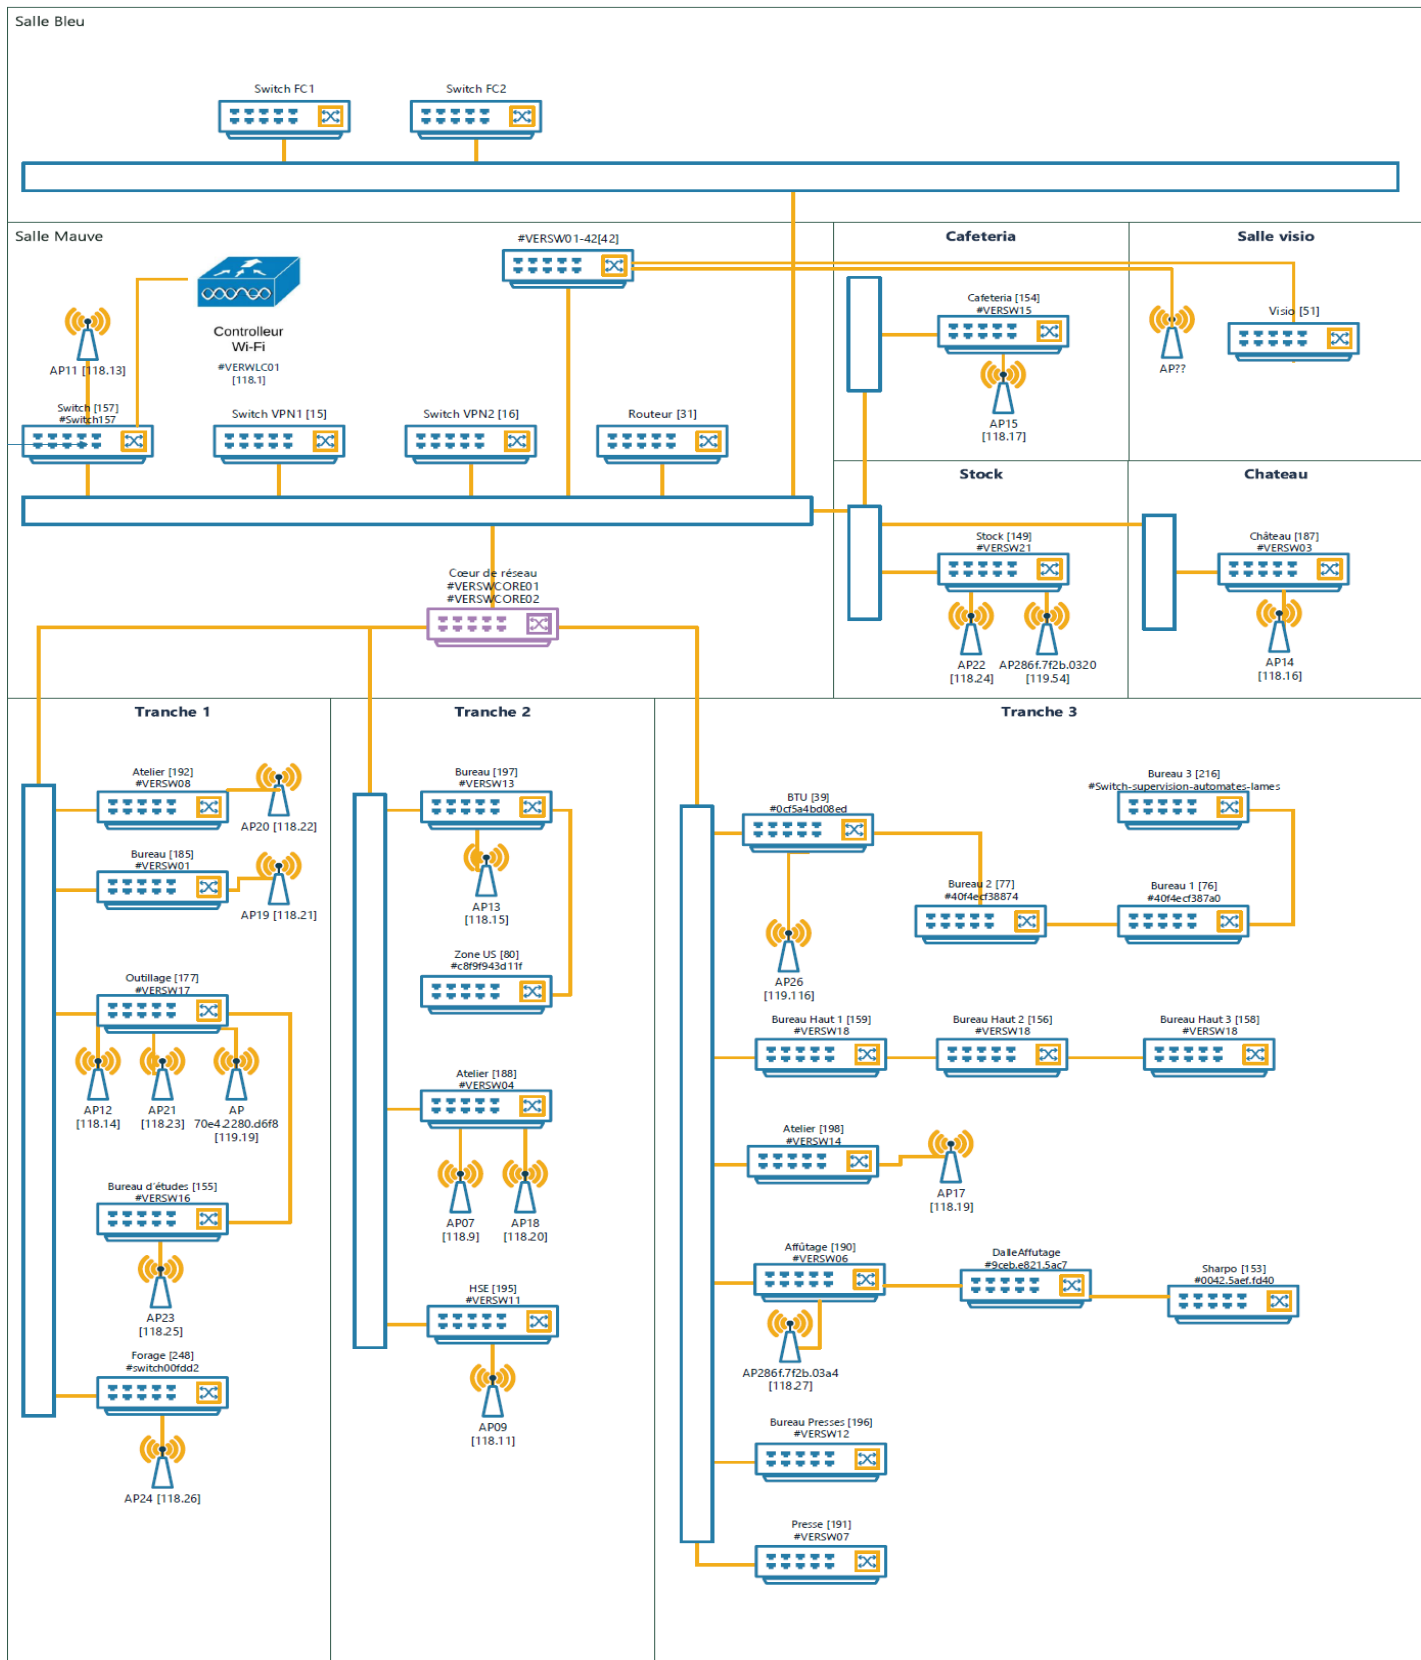 Salle Bleu
Switch FC1
Switch FC2
Salle Mauve
#VERSW01-42[42]
Controlleur
Wi-Fi
#VERWLC01
[118.1]
AP11 [118.13]
Switch [157]
#Switch157
Switch VPN1 [15]
Switch VPN2 [16]
Routeur [31]
Cafeteria
Cafeteria [154]
#VERSW15
AP15
[118.17]
Salle visio
AP??
Visio [51]
Stock
Stock [149]
#VERSW21
AP22
[118.24]
AP286f.7f2b.0320
[119.54]
Chateau
Château [187]
#VERSW03
AP14
[118.16]
Cœur de réseau
#VERSWCORE01
#VERSWCORE02
Tranche 1
Atelier [192]
#VERSW08
AP20 [118.22]
Bureau [185]
#VERSW01
AP19 [118.21]
Outillage [177]
#VERSW17
AP12
[118.14]
AP21
[118.23]
AP
70e4.2280.d6f8
[119.19]
Bureau d'études [155]
#VERSW16
AP23
[118.25]
Forage [248]
#switch00fdd2
AP24 [118.26]
Tranche 2
Bureau [197]
#VERSW13
AP13
[118.15]
Zone US [80]
#c8f9f943d11f
Atelier [188]
#VERSW04
AP07
[118.9]
AP18
[118.20]
HSE [195]
#VERSW11
AP09
[118.11]
Tranche 3
BTU [39]
#0cf5a4bd08ed
AP26
[119.116]
Bureau 2 [77]
#40f4ecf38874
Bureau 1 [76]
#40f4ecf387a0
Bureau 3 [216]
#Switch-supervision-automates-lames
Bureau Haut 1 [159]
#VERSW18
Bureau Haut 2 [156]
#VERSW18
Bureau Haut 3 [158]
#VERSW18
Atelier [198]
#VERSW14
AP17
[118.19]
Affûtage [190]
#VERSW06
AP286f.7f2b.03a4
[118.27]
DalleAffutage
#9ceb.e821.5ac7
Sharpo [153]
#0042.5aef.fd40
Bureau Presses [196]
#VERSW12
Presse [191]
#VERSW07